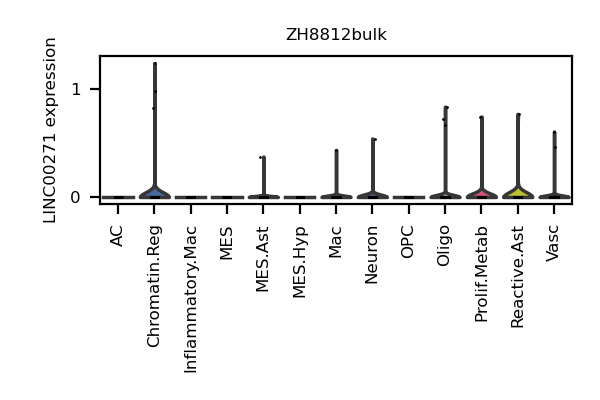 ZH8812bulk
LINC00271 expression
1
0
AC
Chromatin.Reg
Inflammatory.Mac
MES
MES.Ast
MES.Hyp
Mac
Neuron
OPC
Oligo
Prolif.Metab
Reactive.Ast
Vasc